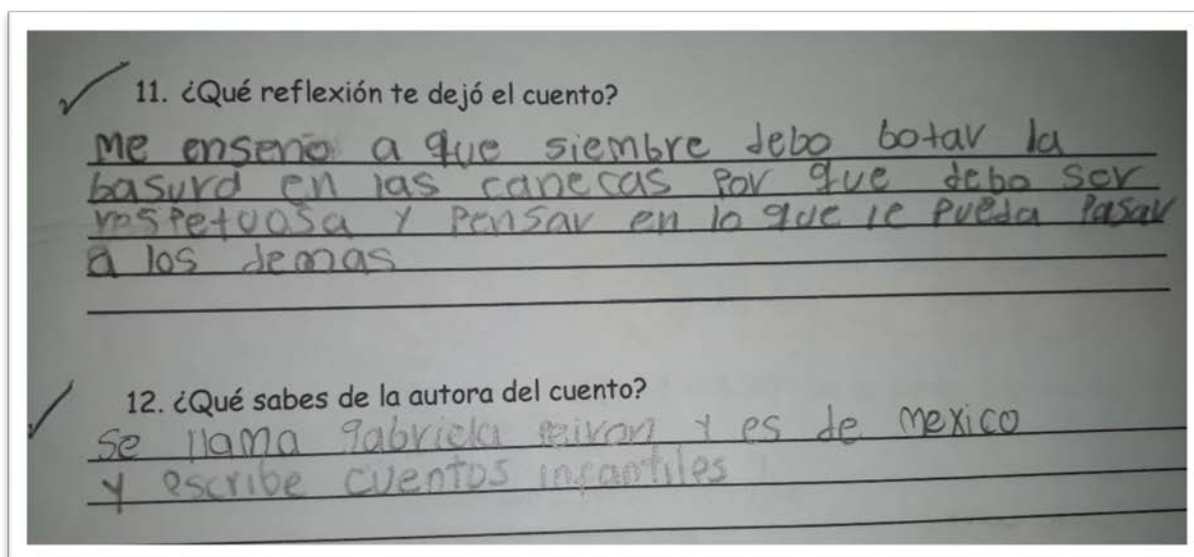 11. ¿Qué reflexión te dejó el cuento?
Me enseno a que siembre debo botar la
basura en las canecas Por que debo ser
respetuosa y Pensar en lo que le pueda Pasar
a los demas
12. ¿Qué sabes de la autora del cuento?
se llama gabriela y es de mexico
y escribe cuentos infantiles